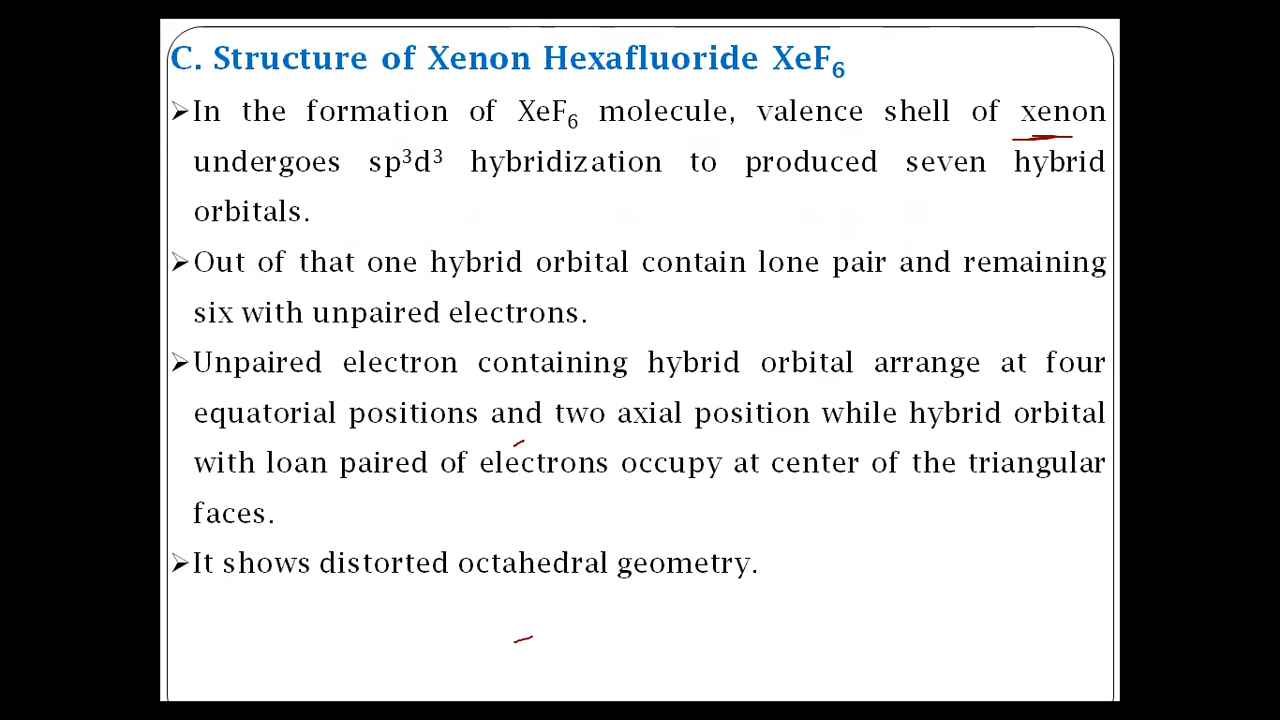 C. Structure of Xenon Hexafluoride XeF₆
➢In the formation of XeF₆ molecule, valence shell of xenon
undergoes sp³d³ hybridization to produced seven hybrid
orbitals.
➢Out of that one hybrid orbital contain lone pair and remaining
six with unpaired electrons.
➢Unpaired electron containing hybrid orbital arrange at four
equatorial positions and two axial position while hybrid orbital
with loan paired of electrons occupy at center of the triangular
faces.
➢It shows distorted octahedral geometry.